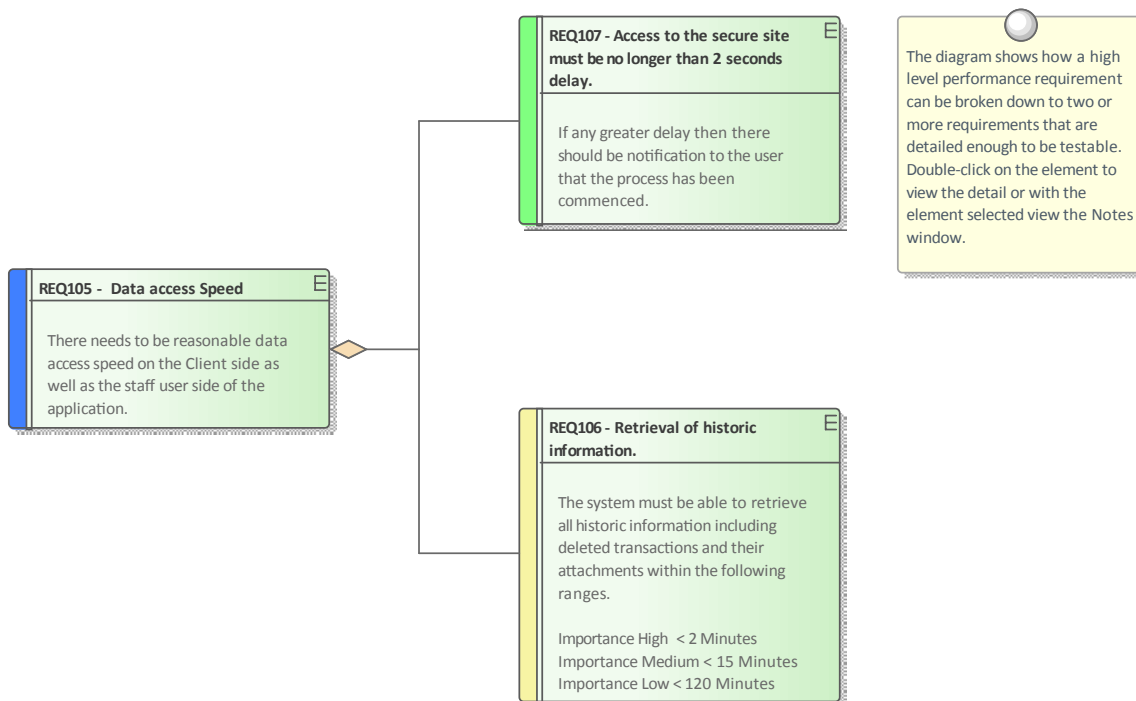 REQ107 - Access to the secure site
must be no longer than 2 seconds
delay.
If any greater delay then there
should be notification to the user
that the process has been
commenced.
The diagram shows how a high
level performance requirement
can be broken down to two or
more requirements that are
detailed enough to be testable.
Double-click on the element to
view the detail or with the
element selected view the Notes
window.
REQ105 - Data access Speed
There needs to be reasonable data
access speed on the Client side as
well as the staff user side of the
application.
REQ106 - Retrieval of historic
information.
The system must be able to retrieve
all historic information including
deleted transactions and their
attachments within the following
ranges.
Importance High < 2 Minutes
Importance Medium < 15 Minutes
Importance Low < 120 Minutes